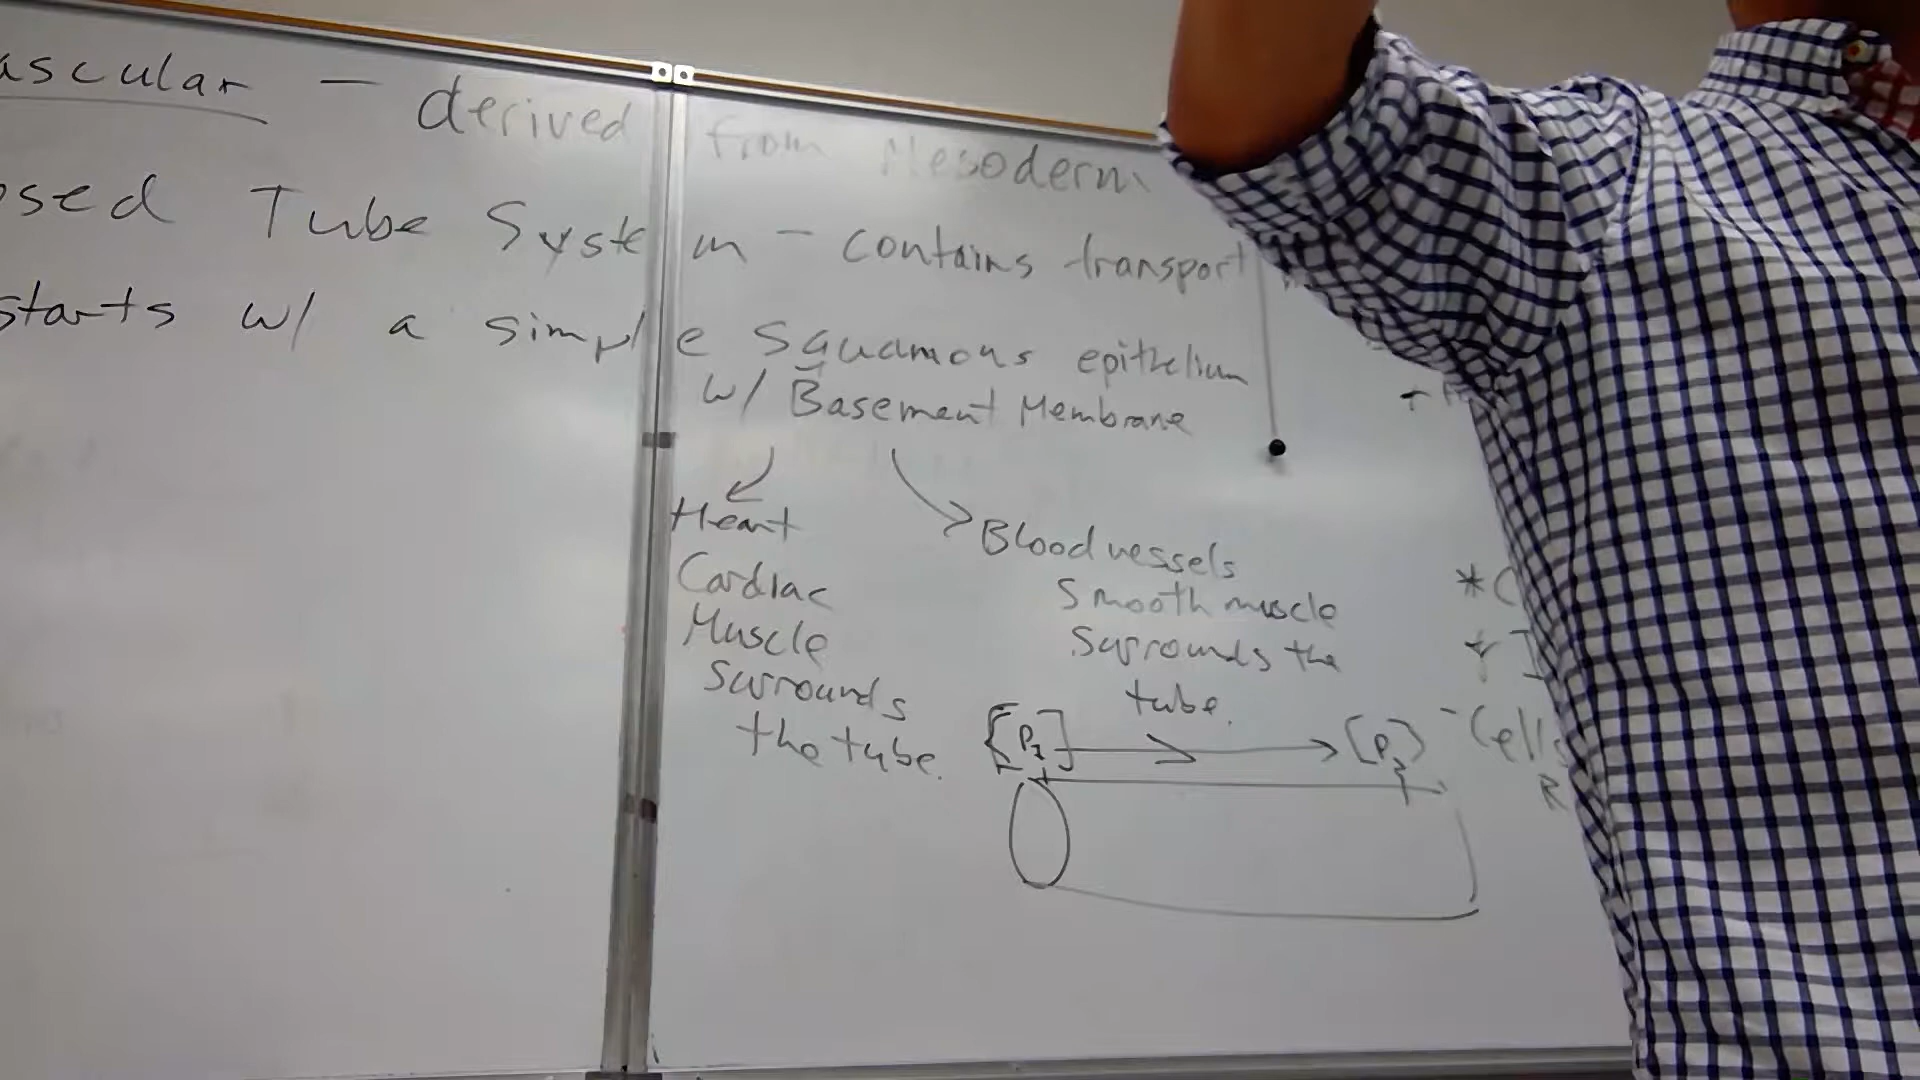 ascular - derived from Mesoderm
osed Tube System - contains transport
starts w/ a simple squamous epithelium
w/ Basement Membrane
Heart
Cardiac
Muscle
surrounds
the tube.
Blood vessels
Smooth muscle
surrounds the
tube.
[P1] → [P2]
- Cells
R